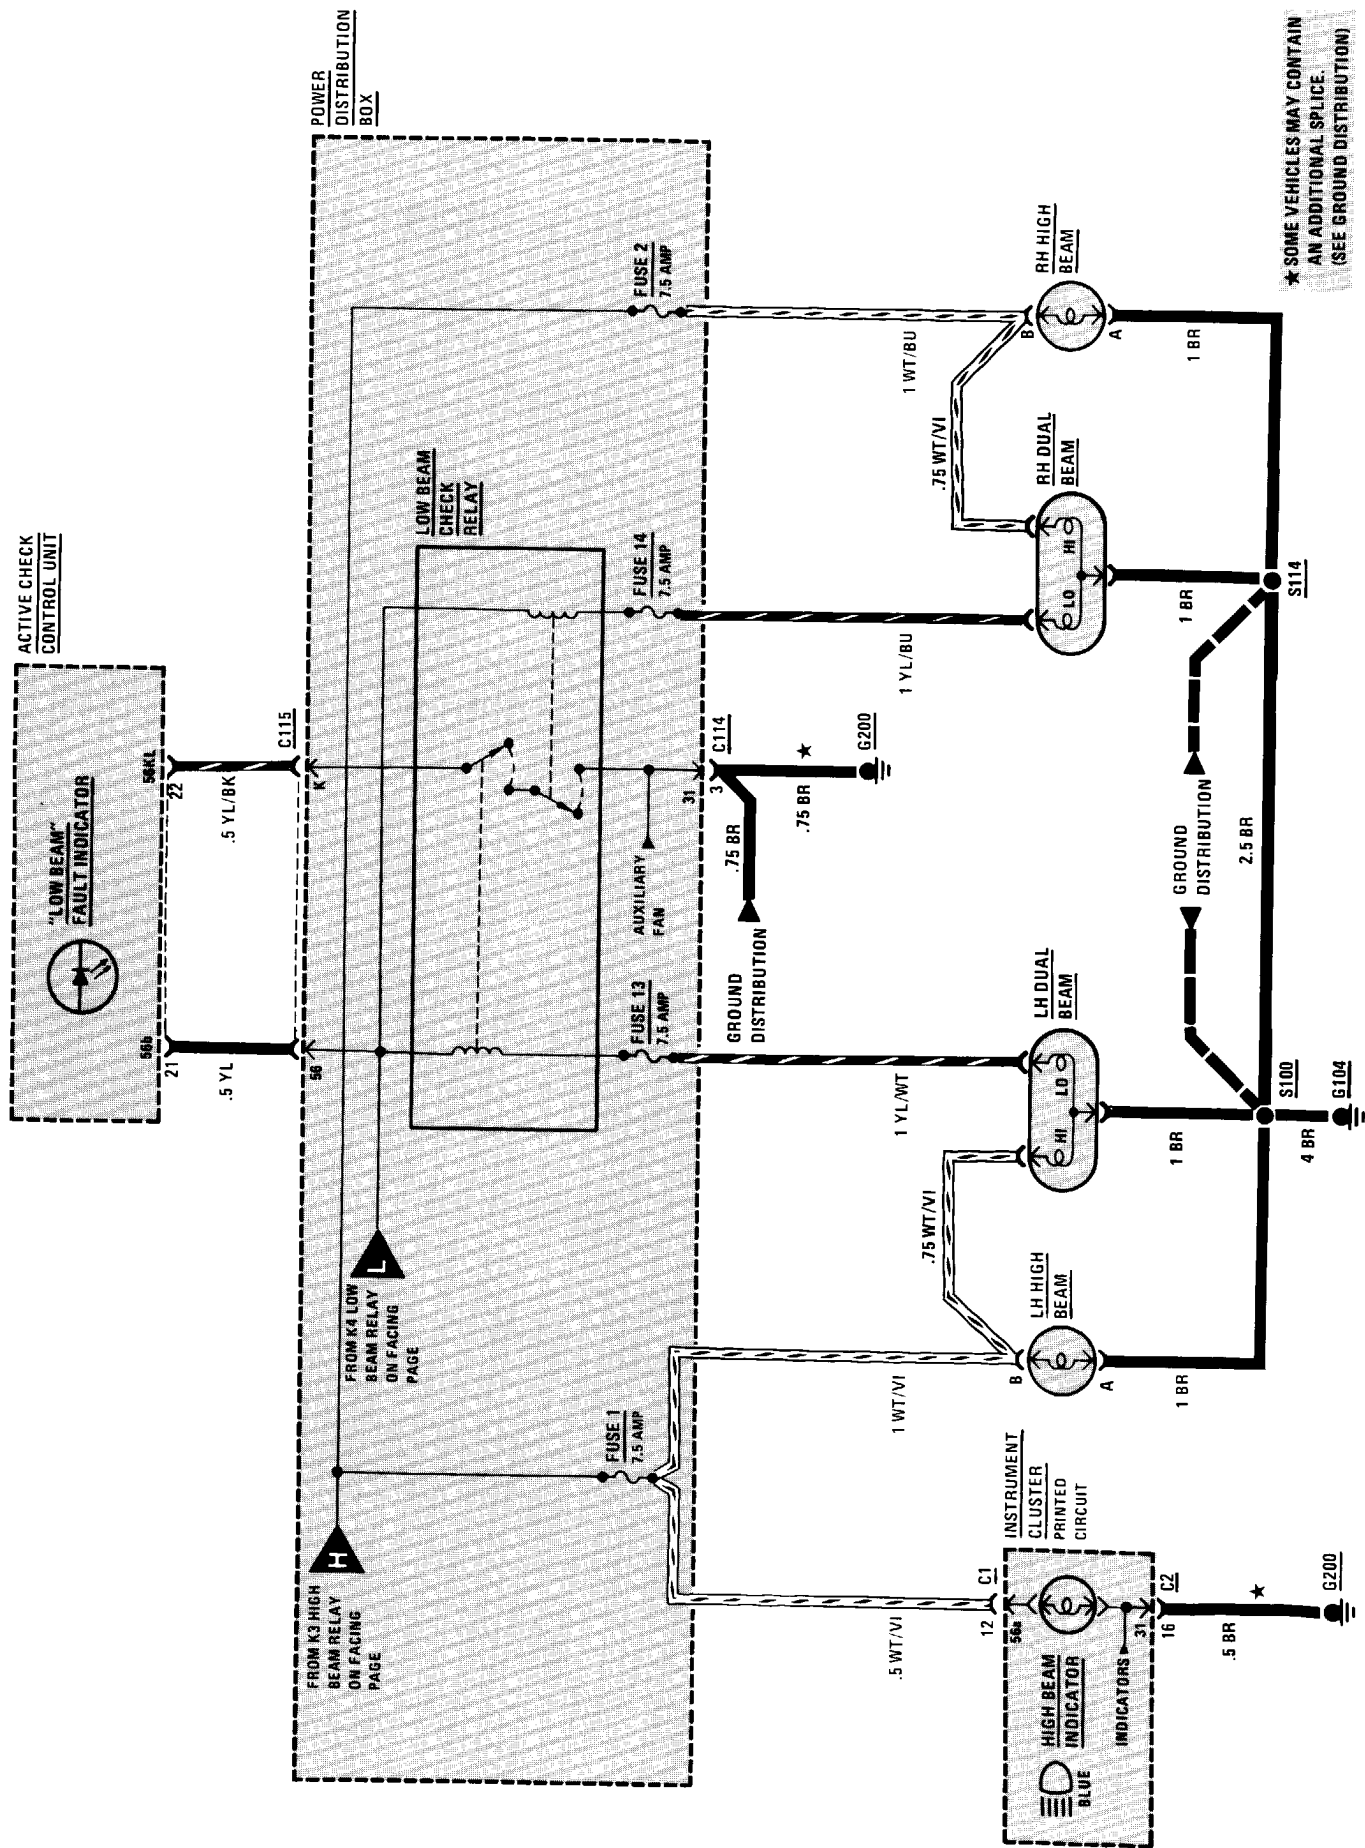 ACTIVE CHECK
CONTROL UNIT
"LOW BEAM"
FAULT INDICATOR
56b
56KL
21
22
.5 YL
.5 YL/BK
C115
POWER
DISTRIBUTION
BOX
56
K
FROM K3 HIGH
BEAM RELAY
ON FACING
PAGE
H
FROM K4 LOW
BEAM RELAY
ON FACING
PAGE
L
LOW BEAM
CHECK
RELAY
FUSE 1
7.5 AMP
FUSE 13
7.5 AMP
AUXILIARY
FAN
FUSE 14
7.5 AMP
FUSE 2
7.5 AMP
31
3
C114
GROUND
DISTRIBUTION
.75 BR
.75 BR
★
G200
.5 WT/VI
1 WT/VI
.75 WT/VI
1 YL/WT
1 YL/BU
.75 WT/VI
1 WT/BU
12
C1
INSTRUMENT
CLUSTER
PRINTED
CIRCUIT
56a
HIGH BEAM
INDICATOR
BLUE
INDICATORS
31
16
C2
.5 BR
★
G200
B
LH HIGH
BEAM
A
1 BR
HI
LO
LH DUAL
BEAM
1 BR
LO
HI
RH DUAL
BEAM
1 BR
B
RH HIGH
BEAM
A
1 BR
GROUND
DISTRIBUTION
S100
2.5 BR
S114
4 BR
G104
★ SOME VEHICLES MAY CONTAIN
AN ADDITIONAL SPLICE.
(SEE GROUND DISTRIBUTION)